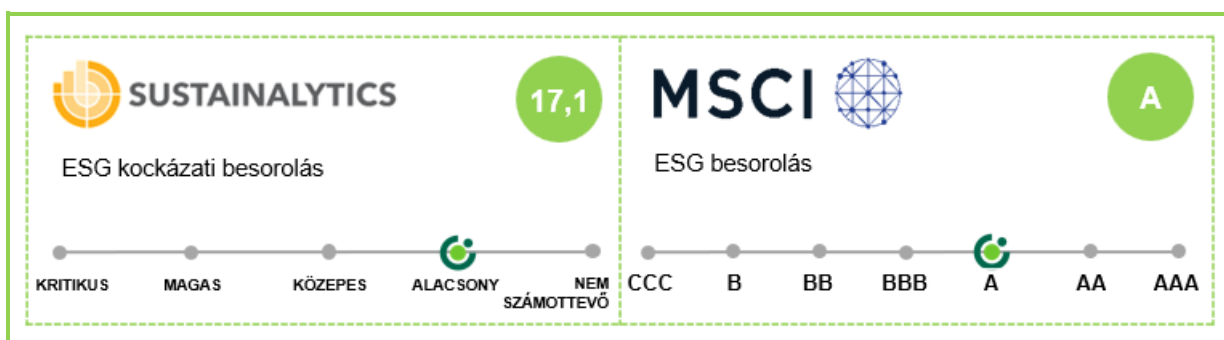 SUSTAINALYTICS
17,1
ESG kockázati besorolás
KRITIKUS MAGAS KÖZEPES ALACSONY NEM SZÁMOTTEVŐ
MSCI
A
ESG besorolás
CCC B BB BBB A AA AAA